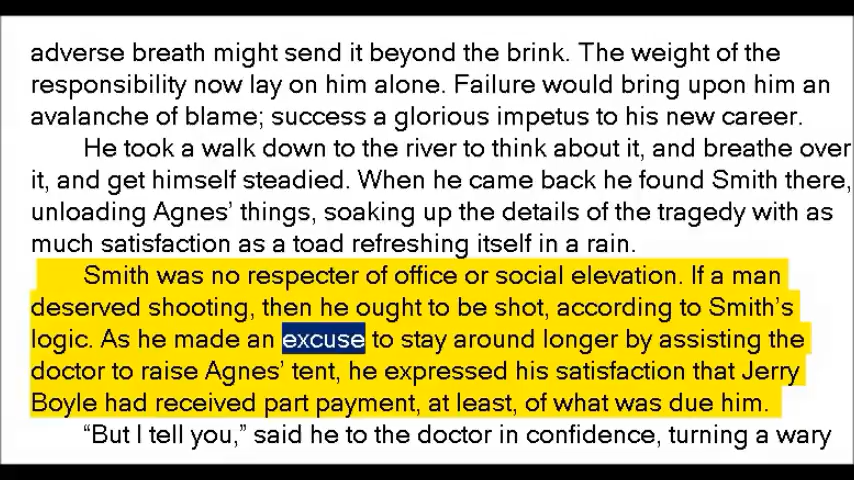 adverse breath might send it beyond the brink. The weight of the
responsibility now lay on him alone. Failure would bring upon him an
avalanche of blame; success a glorious impetus to his new career.
He took a walk down to the river to think about it, and breathe over
it, and get himself steadied. When he came back he found Smith there,
unloading Agnes’ things, soaking up the details of the tragedy with as
much satisfaction as a toad refreshing itself in a rain.
Smith was no respecter of office or social elevation. If a man
deserved shooting, then he ought to be shot, according to Smith’s
logic. As he made an excuse to stay around longer by assisting the
doctor to raise Agnes’ tent, he expressed his satisfaction that Jerry
Boyle had received part payment, at least, of what was due him.
“But I tell you,” said he to the doctor in confidence, turning a wary